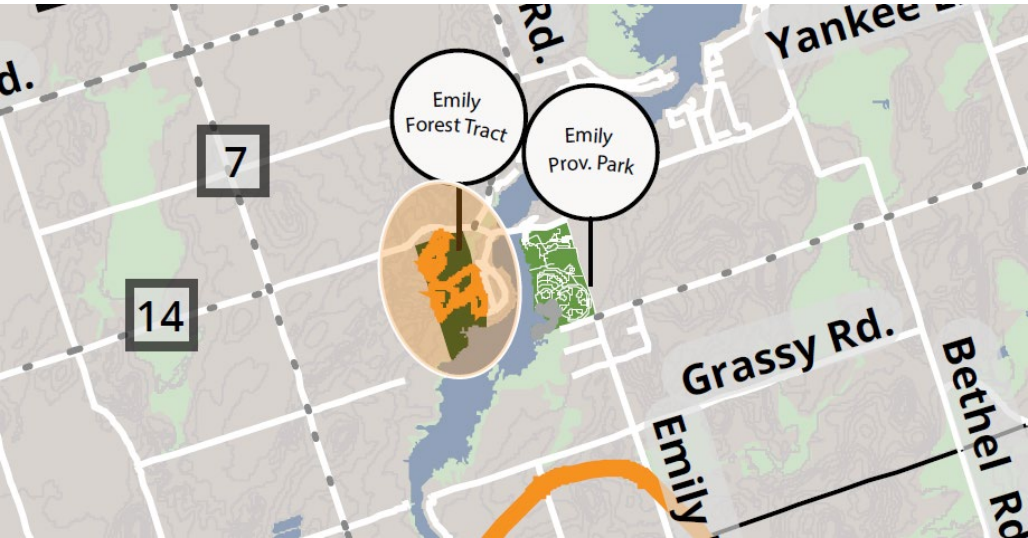 Rd.
Yankee
d.
Emily
Forest Tract
Emily
Prov. Park
7
14
Grassy Rd.
Bethel Rd
Emily